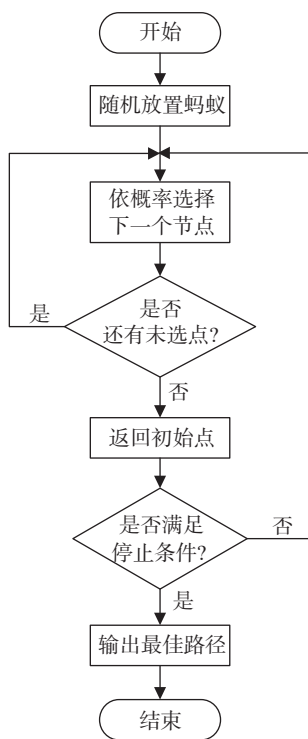 开始
随机放置蚂蚁
依概率选择
下一个节点
是否
还有未选点?
是
否
返回初始点
是否满足
停止条件?
否
是
输出最佳路径
结束